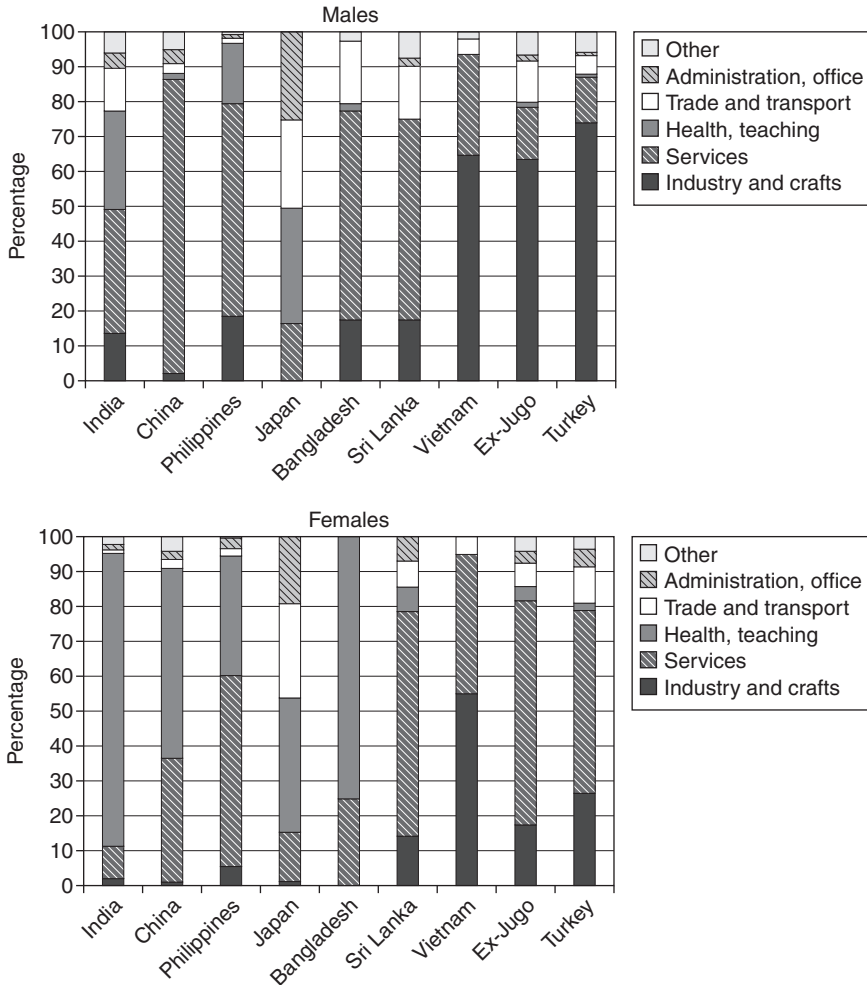 Males
Percentage
100
90
80
70
60
50
40
30
20
10
0
India
China
Philippines
Japan
Bangladesh
Sri Lanka
Vietnam
Ex-Jugo
Turkey
Other
Administration, office
Trade and transport
Health, teaching
Services
Industry and crafts
Females
Percentage
100
90
80
70
60
50
40
30
20
10
0
India
China
Philippines
Japan
Bangladesh
Sri Lanka
Vietnam
Ex-Jugo
Turkey
Other
Administration, office
Trade and transport
Health, teaching
Services
Industry and crafts